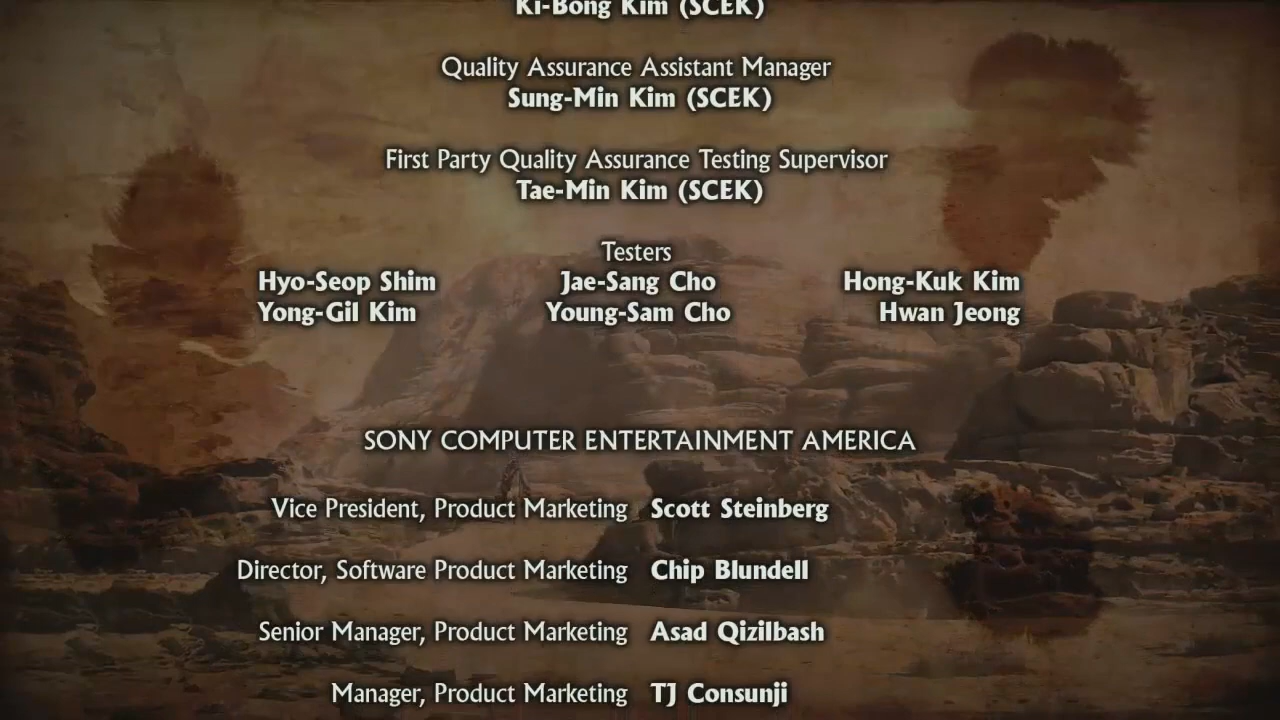 Ki-Bong Kim (SCEK)
Quality Assurance Assistant Manager
Sung-Min Kim (SCEK)
First Party Quality Assurance Testing Supervisor
Tae-Min Kim (SCEK)
Testers
Hyo-Seop Shim Jae-Sang Cho Hong-Kuk Kim
Yong-Gil Kim Young-Sam Cho Hwan Jeong
SONY COMPUTER ENTERTAINMENT AMERICA
Vice President, Product Marketing Scott Steinberg
Director, Software Product Marketing Chip Blundell
Senior Manager, Product Marketing Asad Qizilbash
Manager, Product Marketing TJ Consunji